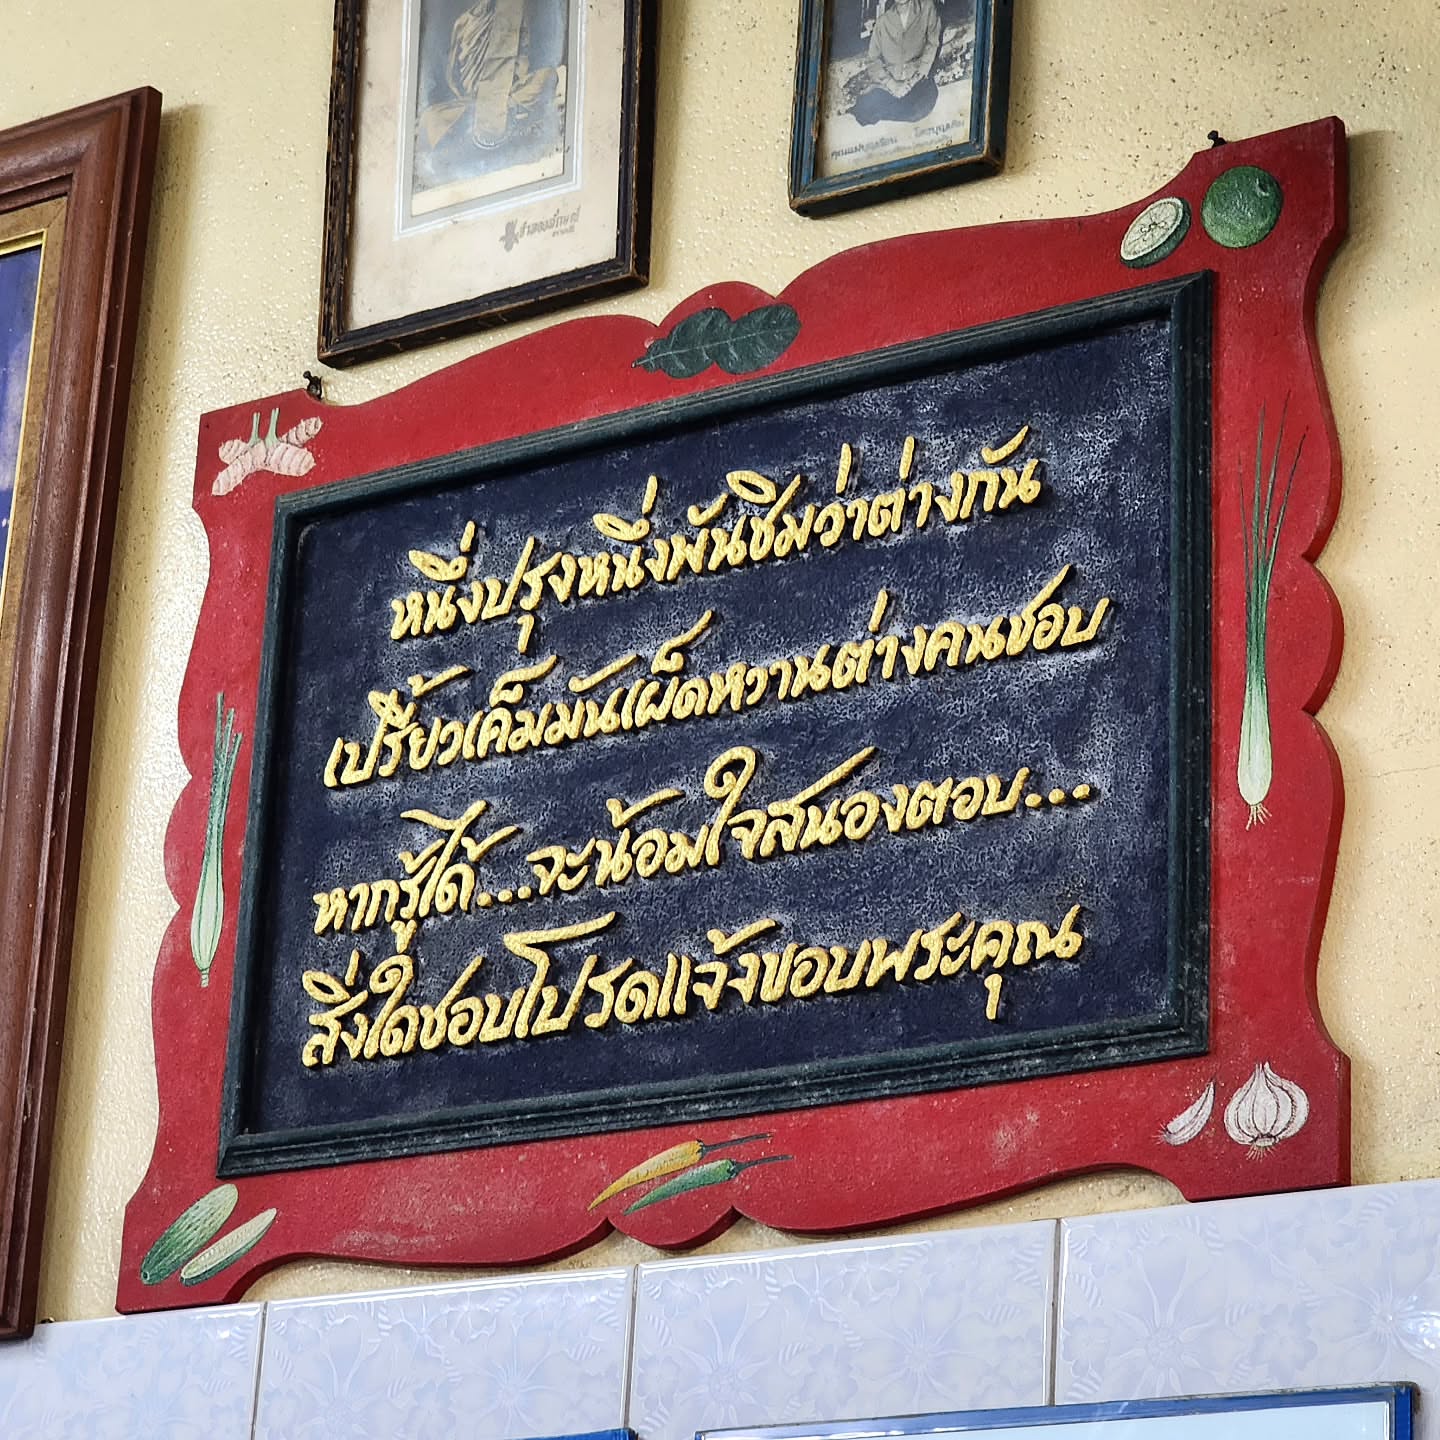 หนึ่งปรุงหนึ่งพันชิมว่าต่างกัน
เปรี้ยวเค็มมันเผ็ดหวานต่างคนชอบ
หากรู้ได้...จะน้อมใจสนองตอบ...
สิ่งใดชอบโปรดแจ้งขอบพระคุณ